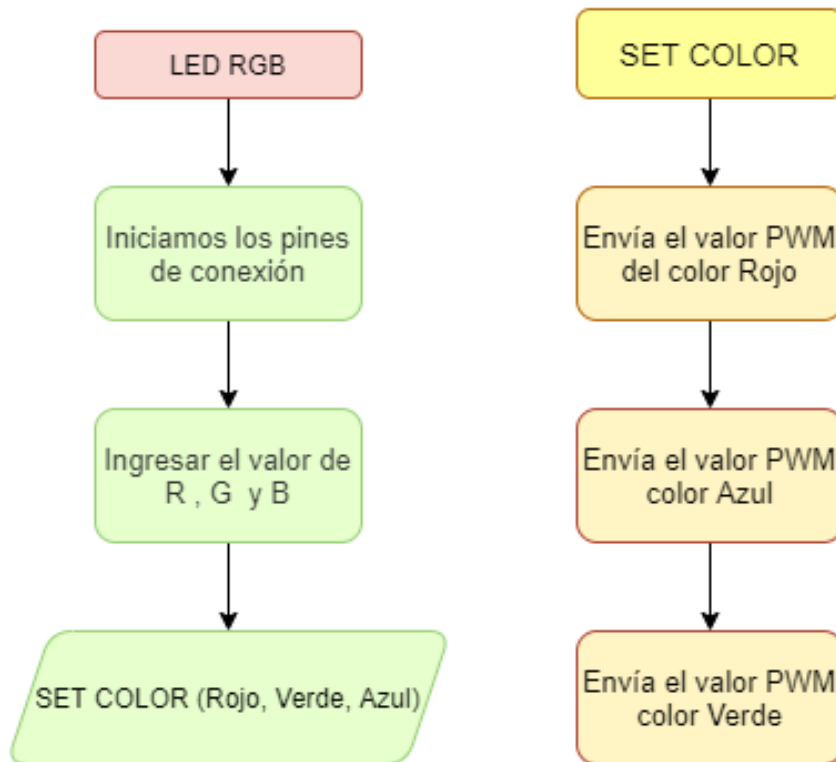 LED RGB
Iniciamos los pines
de conexión
Ingresar el valor de
R , G y B
SET COLOR (Rojo, Verde, Azul)
SET COLOR
Envía el valor PWM
del color Rojo
Envía el valor PWM
color Azul
Envía el valor PWM
color Verde